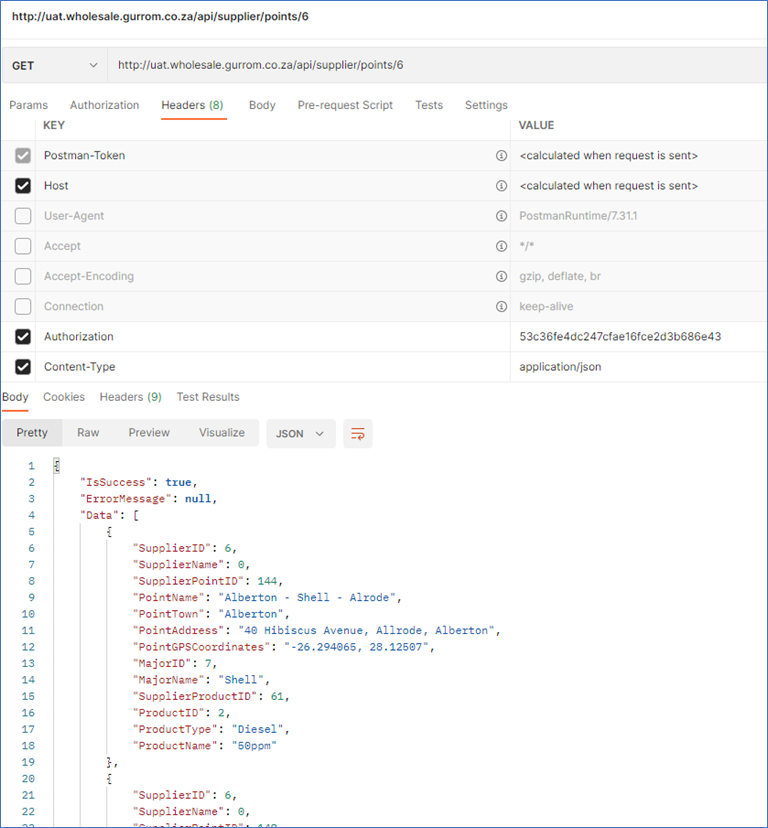 http://uat.wholesale.gurrom.co.za/api/supplier/points/6
GET http://uat.wholesale.gurrom.co.za/api/supplier/points/6
Params Authorization Headers (8) Body Pre-request Script Tests Settings
KEY VALUE
Postman-Token <calculated when request is sent>
Host <calculated when request is sent>
User-Agent PostmanRuntime/7.31.1
Accept */*
Accept-Encoding gzip, deflate, br
Connection keep-alive
Authorization 53c36fe4dc247cfae16fce2d3b686e43
Content-Type application/json
Body Cookies Headers (9) Test Results
Pretty Raw Preview Visualize JSON
1 {
2 "IsSuccess": true,
3 "ErrorMessage": null,
4 "Data": [
5 {
6 "SupplierID": 6,
7 "SupplierName": 0,
8 "SupplierPointID": 144,
9 "PointName": "Alberton - Shell - Alrode",
10 "PointTown": "Alberton",
11 "PointAddress": "40 Hibiscus Avenue, Allrode, Alberton",
12 "PointGPSCoordinates": "-26.294065, 28.12507",
13 "MajorID": 7,
14 "MajorName": "Shell",
15 "SupplierProductID": 61,
16 "ProductID": 2,
17 "ProductType": "Diesel",
18 "ProductName": "50ppm"
19 },
20 {
21 "SupplierID": 6,
22 "SupplierName": 0,